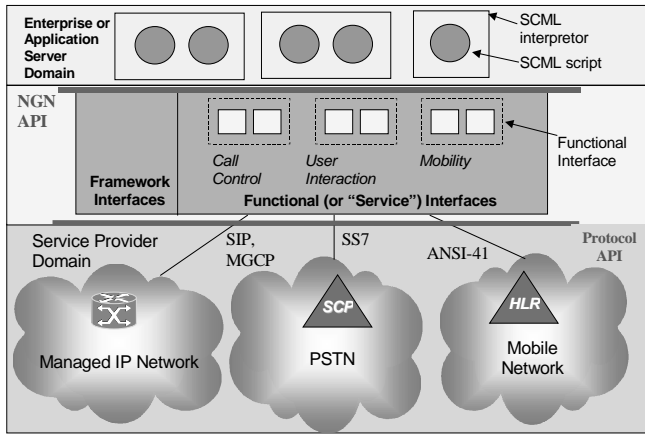 Enterprise or
Application
Server
Domain
SCML
interpretor
SCML script
NGN
API
Call
Control
User
Interaction
Mobility
Functional
Interface
Framework
Interfaces
Functional (or “Service”) Interfaces
Service Provider
Domain
SIP,
MGCP
SS7
ANSI-41
Protocol
API
SCP
HLR
Managed IP Network
PSTN
Mobile
Network